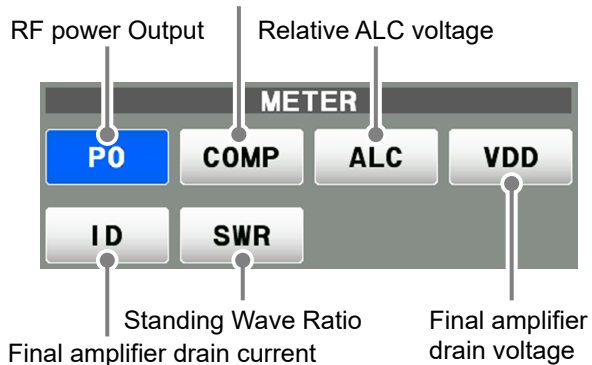 RF power Output
Relative ALC voltage
METER
PO
COMP
ALC
VDD
ID
SWR
Standing Wave Ratio
Final amplifier drain current
Final amplifier
drain voltage